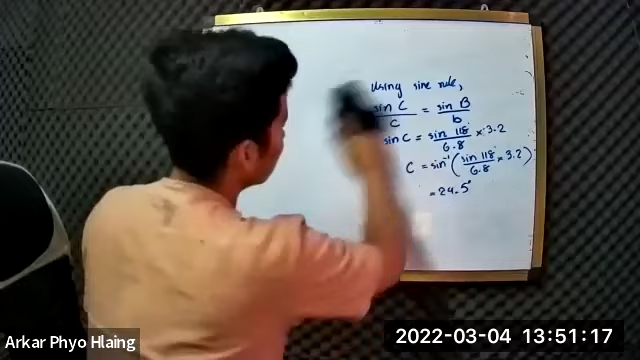 Using sine rule,
sin C / c = sin B / b
sin C = sin 118° / 6.8 × 3.2
C = sin⁻¹ ( sin 118° / 6.8 × 3.2 )
= 24.5°
Arkar Phyo Hlaing
2022-03-04 13:51:17